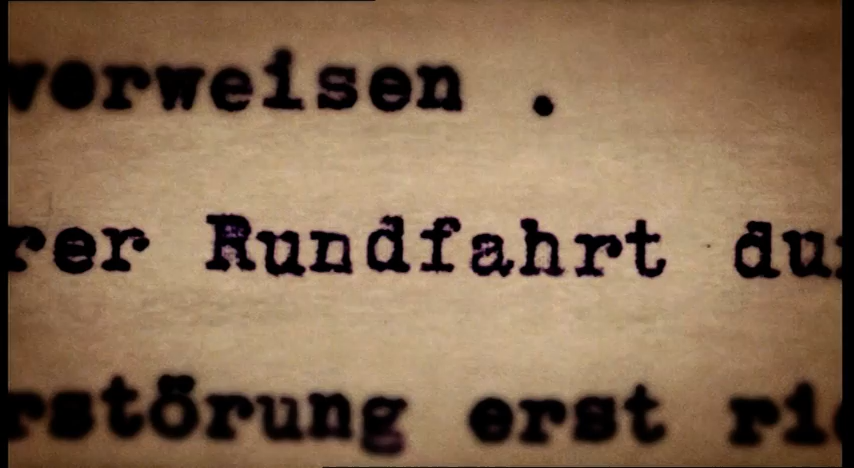 verweisen .
rer Rundfahrt du
rstörung erst ri